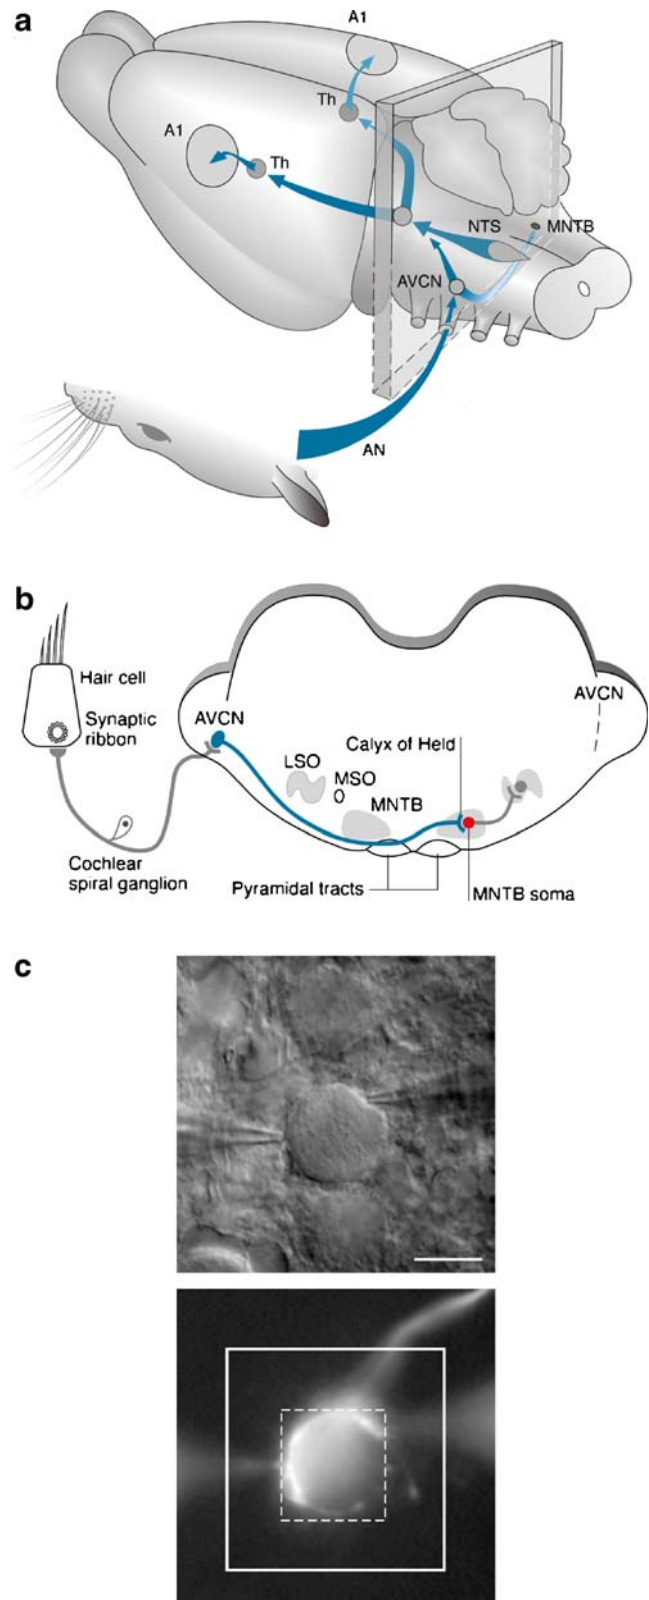 a
A1
Th
A1
Th
NTS
MNTB
AVCN
AN
b
Hair cell
Synaptic
ribbon
AVCN
AVCN
Calyx of Held
LSO
MSO
MNTB
Cochlear
spiral ganglion
Pyramidal tracts
MNTB soma
c